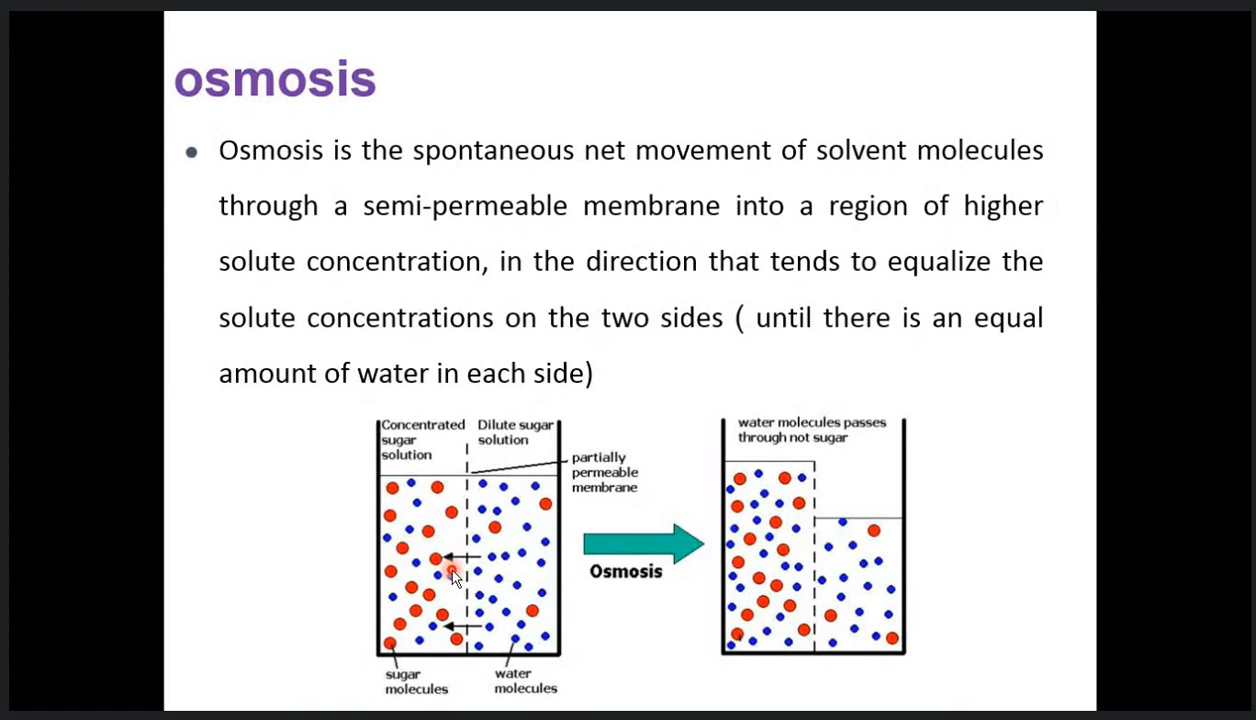 osmosis
• Osmosis is the spontaneous net movement of solvent molecules
through a semi-permeable membrane into a region of higher
solute concentration, in the direction that tends to equalize the
solute concentrations on the two sides ( until there is an equal
amount of water in each side)
Concentrated
sugar
solution
Dilute sugar
solution
partially
permeable
membrane
sugar
molecules
water
molecules
Osmosis
water molecules passes
through not sugar